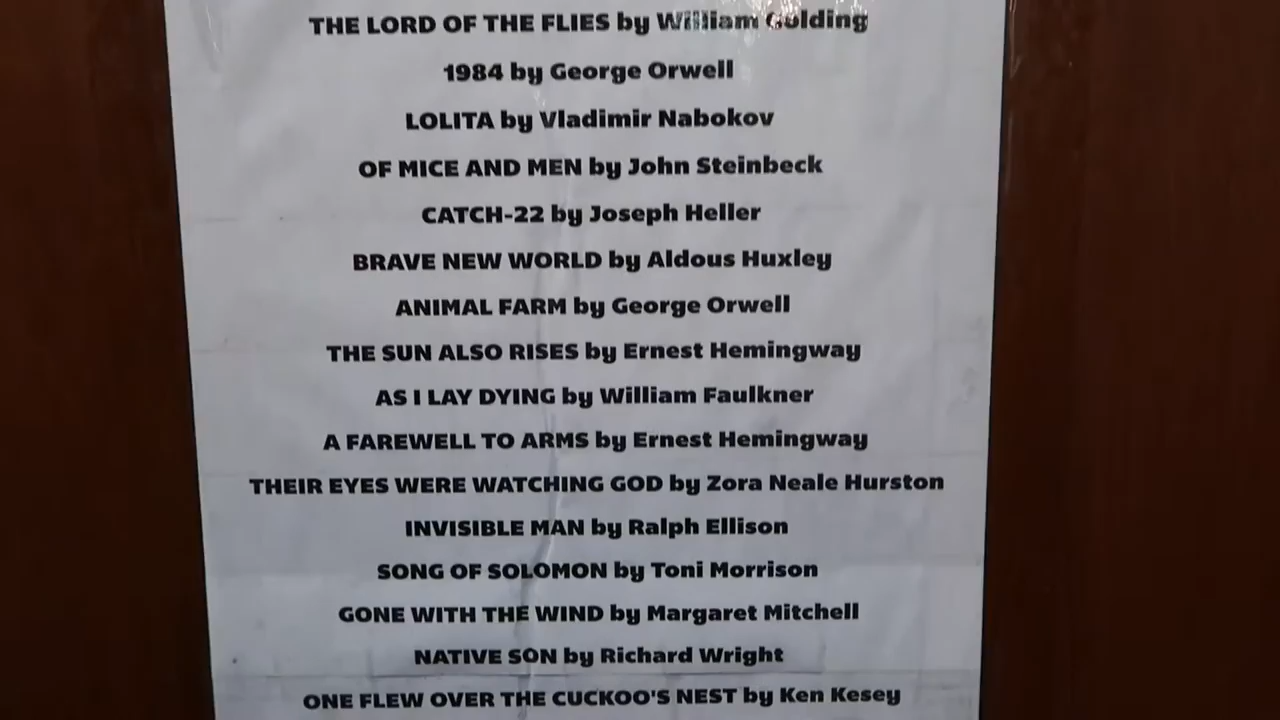 THE LORD OF THE FLIES by William Golding
1984 by George Orwell
LOLITA by Vladimir Nabokov
OF MICE AND MEN by John Steinbeck
CATCH-22 by Joseph Heller
BRAVE NEW WORLD by Aldous Huxley
ANIMAL FARM by George Orwell
THE SUN ALSO RISES by Ernest Hemingway
AS I LAY DYING by William Faulkner
A FAREWELL TO ARMS by Ernest Hemingway
THEIR EYES WERE WATCHING GOD by Zora Neale Hurston
INVISIBLE MAN by Ralph Ellison
SONG OF SOLOMON by Toni Morrison
GONE WITH THE WIND by Margaret Mitchell
NATIVE SON by Richard Wright
ONE FLEW OVER THE CUCKOO'S NEST by Ken Kesey